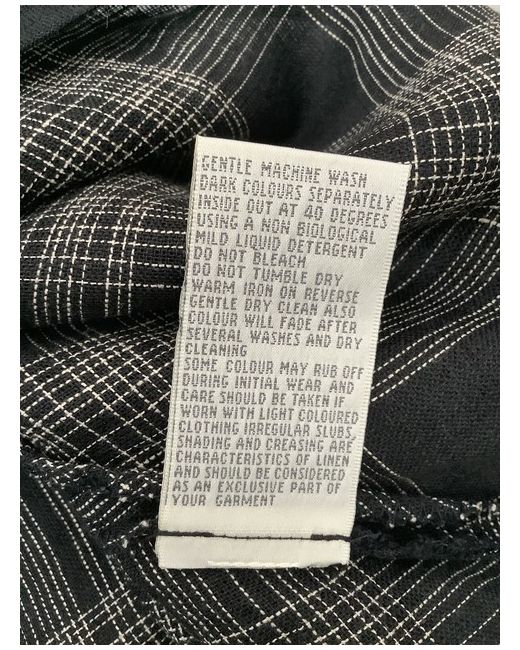 GENTLE MACHINE WASH
DARK COLOURS SEPARATELY
INSIDE OUT AT 40 DEGREES
USING A NON BIOLOGICAL
MILD LIQUID DETERGENT
DO NOT BLEACH
DO NOT TUMBLE DRY
WARM IRON ON REVERSE
GENTLE DRY CLEAN ALSO
COLOUR WILL FADE AFTER
SEVERAL WASHES AND DRY
CLEANING
SOME COLOUR MAY RUB OFF
DURING INITIAL WEAR AND
CARE SHOULD BE TAKEN IF
WORN WITH LIGHT COLOURED
CLOTHING IRREGULAR SLUBS,
SHADING AND CREASING ARE
CHARACTERISTICS OF LINEN
AND SHOULD BE CONSIDERED
AS AN EXCLUSIVE PART OF
YOUR GARMENT